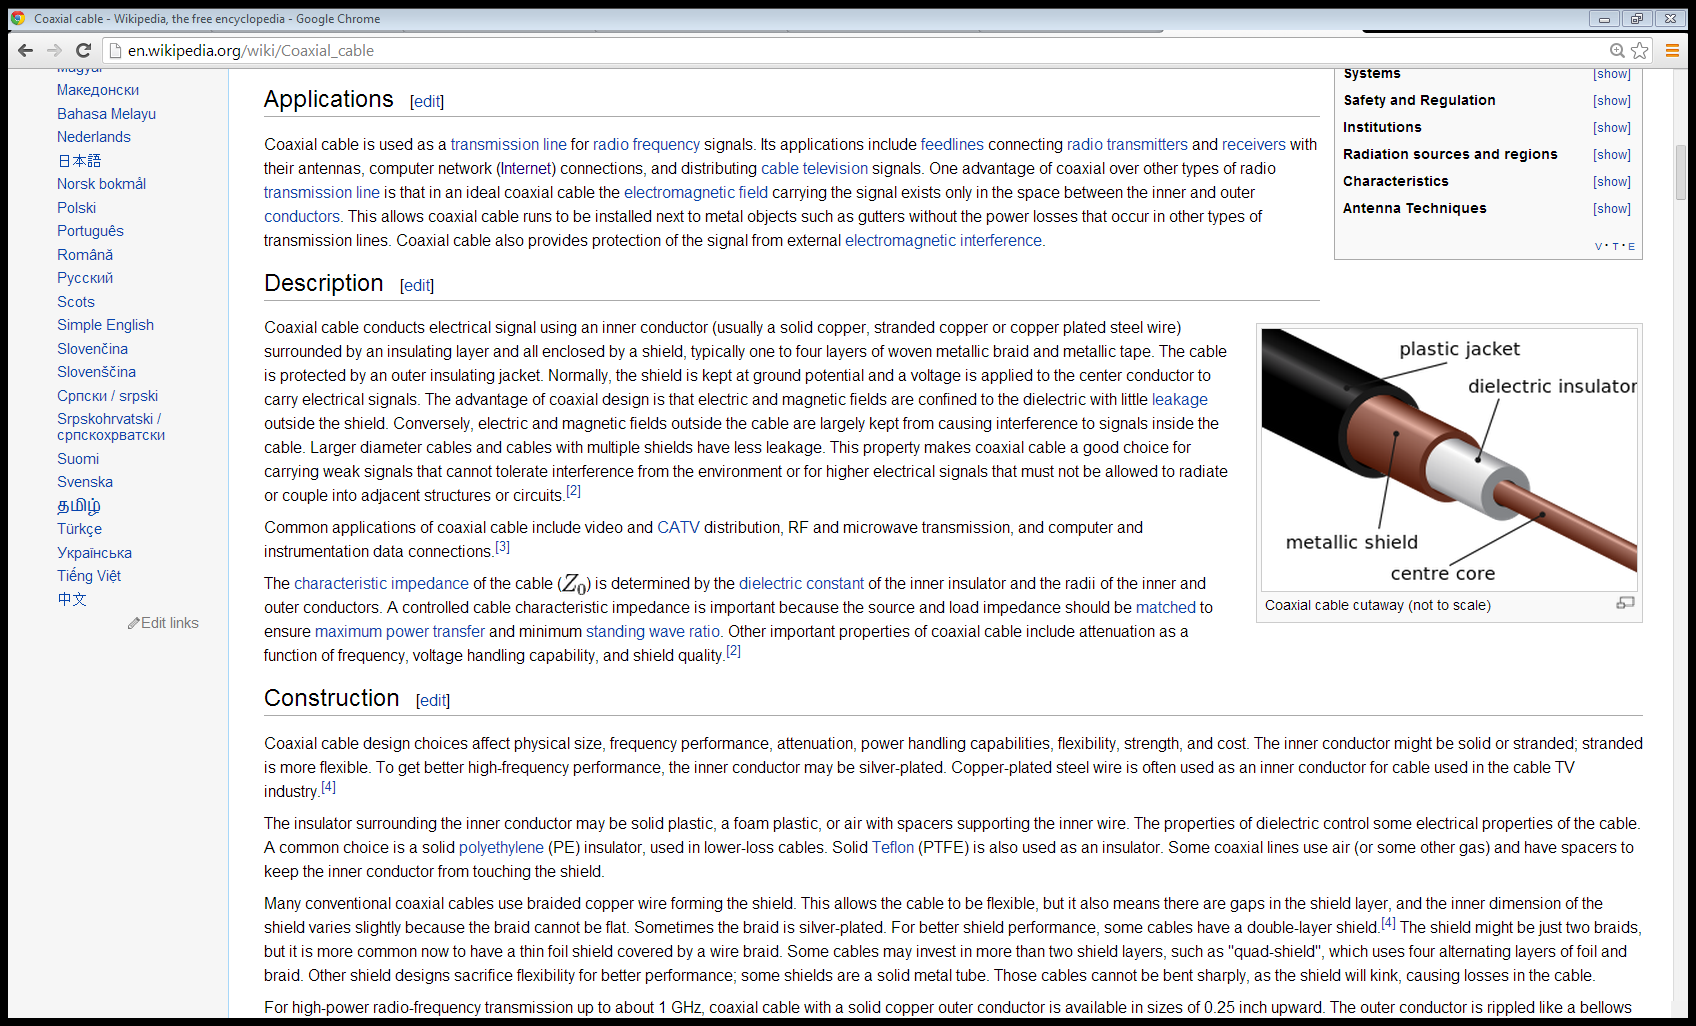 Coaxial cable - Wikipedia, the free encyclopedia - Google Chrome
en.wikipedia.org/wiki/Coaxial_cable
Magyar
Македонски
Bahasa Melayu
Nederlands
日本語
Norsk bokmål
Polski
Português
Română
Русский
Scots
Simple English
Slovenčina
Slovenščina
Српски / srpski
Srpskohrvatski /
српскохрватски
Suomi
Svenska
தமிழ்
Türkçe
Українська
Tiếng Việt
中文
Edit links
Applications [edit]
Coaxial cable is used as a transmission line for radio frequency signals. Its applications include feedlines connecting radio transmitters and receivers with
their antennas, computer network (Internet) connections, and distributing cable television signals. One advantage of coaxial over other types of radio
transmission line is that in an ideal coaxial cable the electromagnetic field carrying the signal exists only in the space between the inner and outer
conductors. This allows coaxial cable runs to be installed next to metal objects such as gutters without the power losses that occur in other types of
transmission lines. Coaxial cable also provides protection of the signal from external electromagnetic interference.
Systems [show]
Safety and Regulation [show]
Institutions [show]
Radiation sources and regions [show]
Characteristics [show]
Antenna Techniques [show]
V · T · E
Description [edit]
Coaxial cable conducts electrical signal using an inner conductor (usually a solid copper, stranded copper or copper plated steel wire)
surrounded by an insulating layer and all enclosed by a shield, typically one to four layers of woven metallic braid and metallic tape. The cable
is protected by an outer insulating jacket. Normally, the shield is kept at ground potential and a voltage is applied to the center conductor to
carry electrical signals. The advantage of coaxial design is that electric and magnetic fields are confined to the dielectric with little leakage
outside the shield. Conversely, electric and magnetic fields outside the cable are largely kept from causing interference to signals inside the
cable. Larger diameter cables and cables with multiple shields have less leakage. This property makes coaxial cable a good choice for
carrying weak signals that cannot tolerate interference from the environment or for higher electrical signals that must not be allowed to radiate
or couple into adjacent structures or circuits.[2]
Common applications of coaxial cable include video and CATV distribution, RF and microwave transmission, and computer and
instrumentation data connections.[3]
The characteristic impedance of the cable (Z0) is determined by the dielectric constant of the inner insulator and the radii of the inner and
outer conductors. A controlled cable characteristic impedance is important because the source and load impedance should be matched to
ensure maximum power transfer and minimum standing wave ratio. Other important properties of coaxial cable include attenuation as a
function of frequency, voltage handling capability, and shield quality.[2]
plastic jacket
dielectric insulator
metallic shield
centre core
Coaxial cable cutaway (not to scale)
Construction [edit]
Coaxial cable design choices affect physical size, frequency performance, attenuation, power handling capabilities, flexibility, strength, and cost. The inner conductor might be solid or stranded; stranded
is more flexible. To get better high-frequency performance, the inner conductor may be silver-plated. Copper-plated steel wire is often used as an inner conductor for cable used in the cable TV
industry.[4]
The insulator surrounding the inner conductor may be solid plastic, a foam plastic, or air with spacers supporting the inner wire. The properties of dielectric control some electrical properties of the cable.
A common choice is a solid polyethylene (PE) insulator, used in lower-loss cables. Solid Teflon (PTFE) is also used as an insulator. Some coaxial lines use air (or some other gas) and have spacers to
keep the inner conductor from touching the shield.
Many conventional coaxial cables use braided copper wire forming the shield. This allows the cable to be flexible, but it also means there are gaps in the shield layer, and the inner dimension of the
shield varies slightly because the braid cannot be flat. Sometimes the braid is silver-plated. For better shield performance, some cables have a double-layer shield.[4] The shield might be just two braids,
but it is more common now to have a thin foil shield covered by a wire braid. Some cables may invest in more than two shield layers, such as "quad-shield", which uses four alternating layers of foil and
braid. Other shield designs sacrifice flexibility for better performance; some shields are a solid metal tube. Those cables cannot be bent sharply, as the shield will kink, causing losses in the cable.
For high-power radio-frequency transmission up to about 1 GHz, coaxial cable with a solid copper outer conductor is available in sizes of 0.25 inch upward. The outer conductor is rippled like a bellows